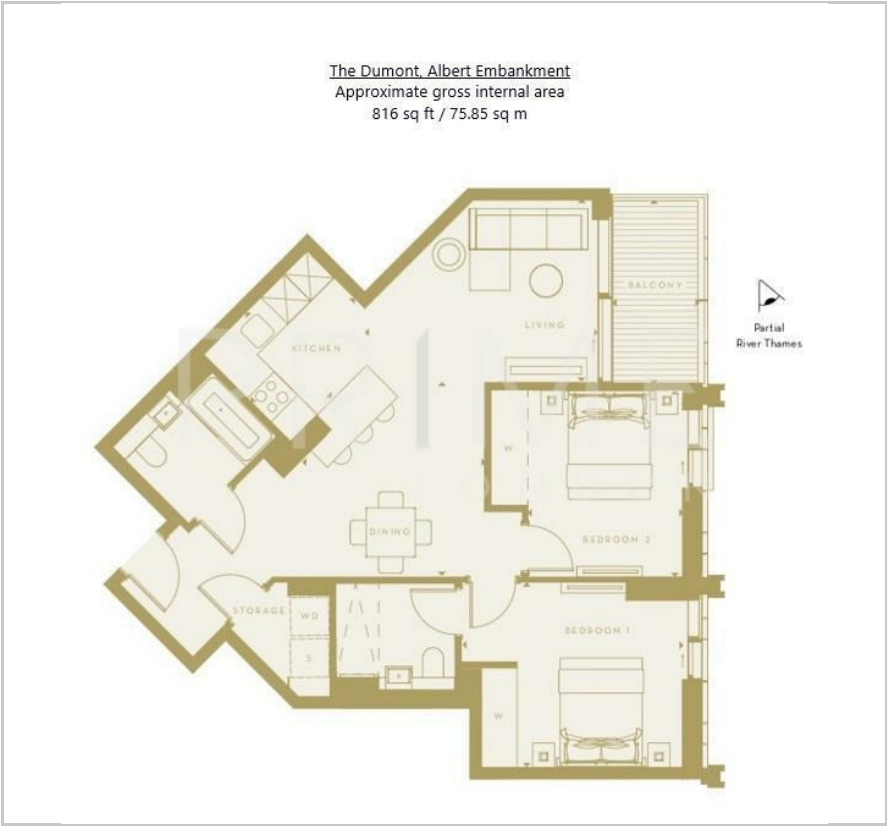 The Dumont, Albert Embankment
Approximate gross internal area
816 sq ft / 75.85 sq m
BALCONY
LIVING
Partial
River Thames
KITCHEN
PRIME
W
DINING
BEDROOM 2
STORAGE
WD
BEDROOM 1
S
W